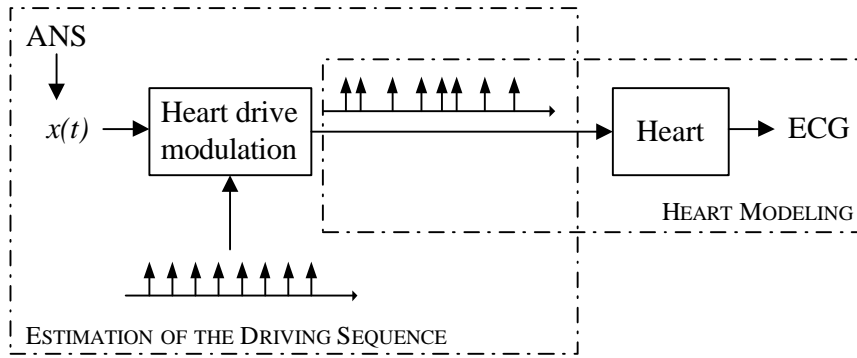 ANS
x(t)
Heart drive
modulation
Heart
ECG
HEART MODELING
ESTIMATION OF THE DRIVING SEQUENCE